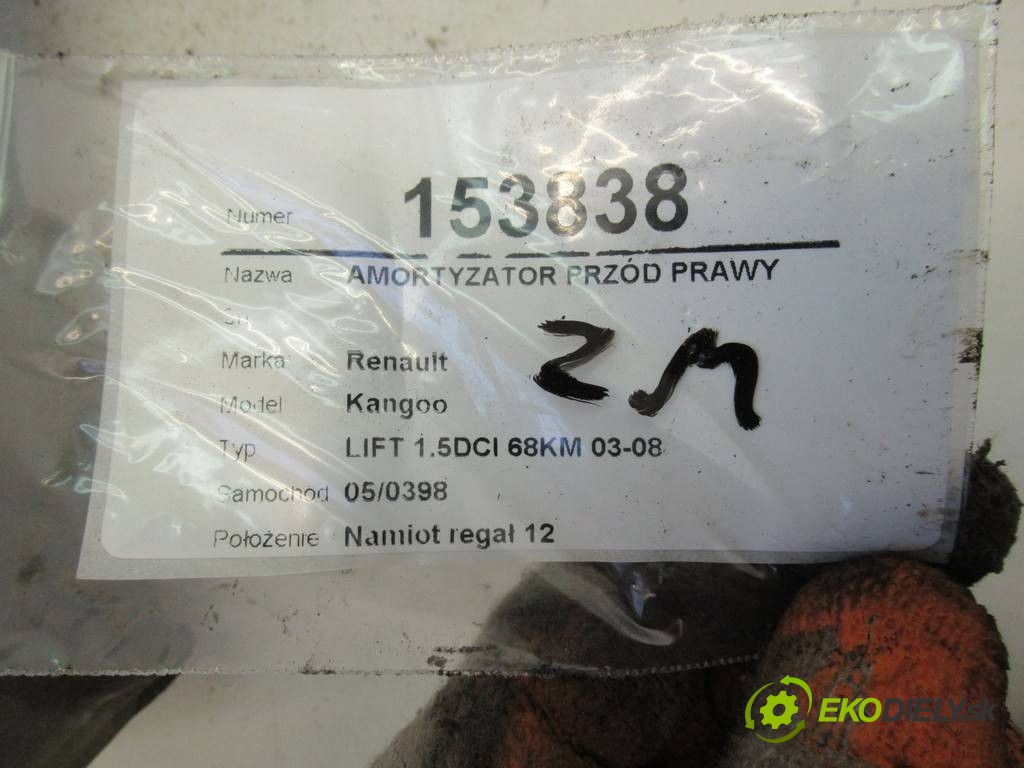 Numer 153838
Nazwa AMORTYZATOR PRZÓD PRAWY
Marka Renault
Model Kangoo
Typ LIFT 1.5DCI 68KM 03-08
Samochód 05/0398
Położenie Namiot regał 12
EKODIELY.sk